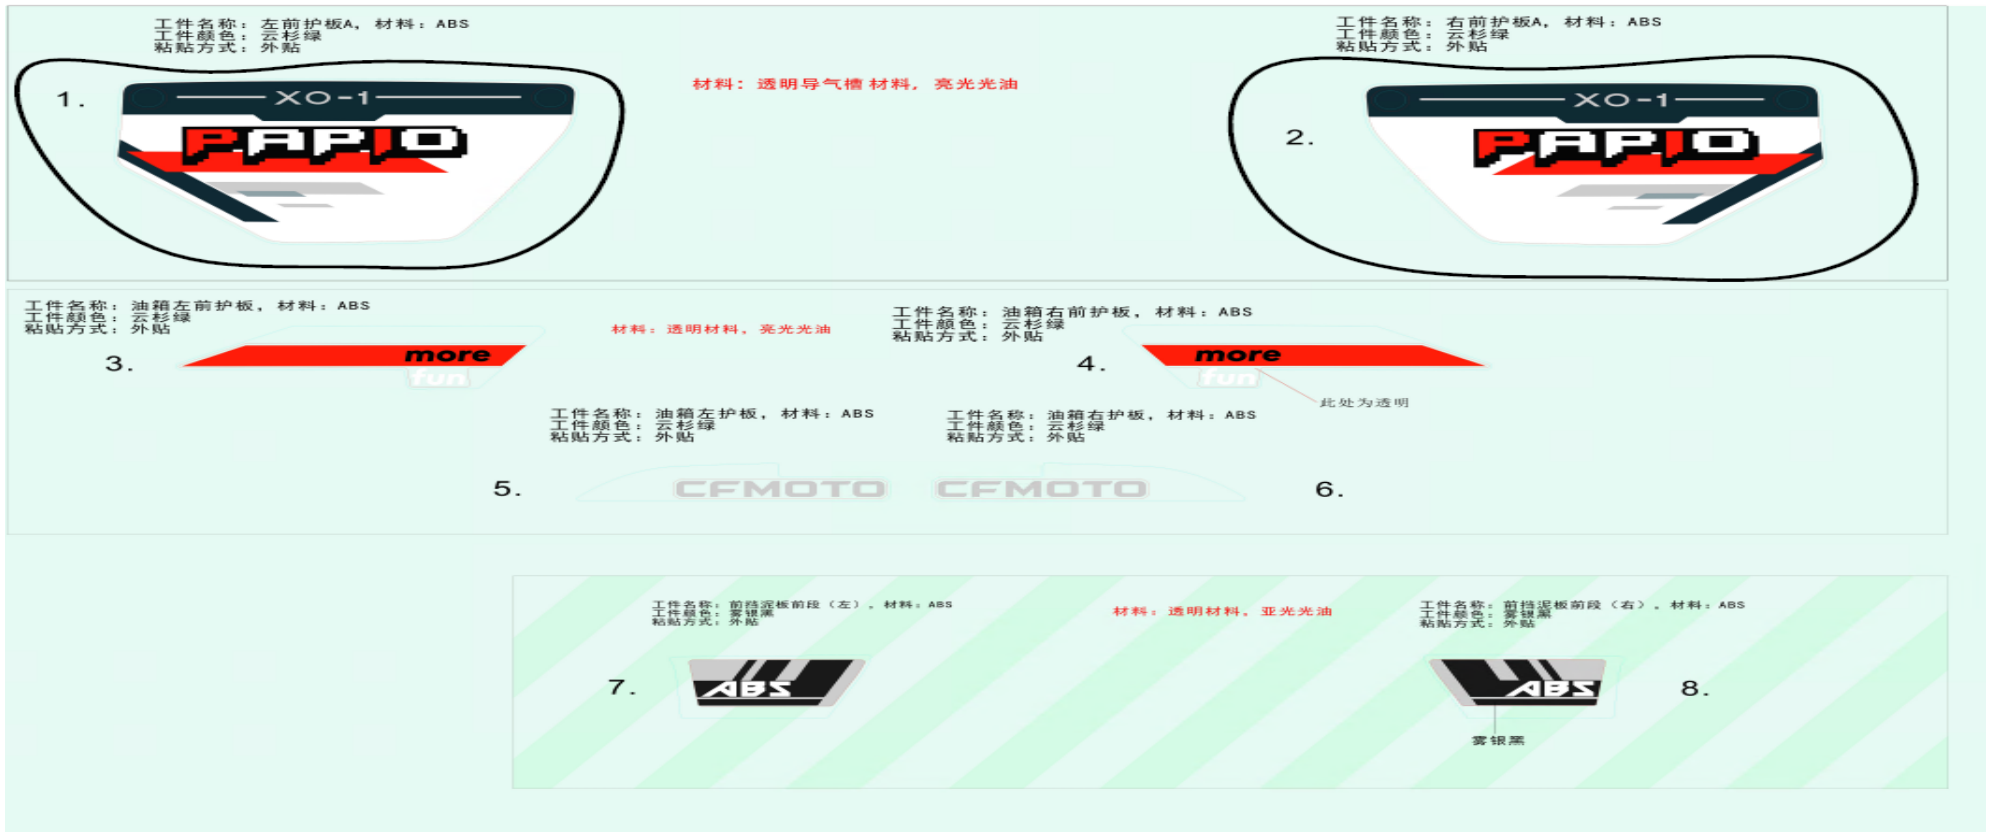 工件名称：左前护板A，材料：ABS
工件颜色：云杉绿
粘贴方式：外贴
工件名称：右前护板A，材料：ABS
工件颜色：云杉绿
粘贴方式：外贴
材料：透明导气槽材料，亮光光油
1.
XO-1
PAPIO
2.
XO-1
PAPIO
工件名称：油箱左前护板，材料：ABS
工件颜色：云杉绿
粘贴方式：外贴
材料：透明材料，亮光光油
工件名称：油箱右前护板，材料：ABS
工件颜色：云杉绿
粘贴方式：外贴
3.
more
fun
4.
more
fun
此处为透明
工件名称：油箱左护板，材料：ABS
工件颜色：云杉绿
粘贴方式：外贴
工件名称：油箱右护板，材料：ABS
工件颜色：云杉绿
粘贴方式：外贴
5.
CFMOTO
CFMOTO
6.
工件名称：前挡泥板前段（左），材料：ABS
工件颜色：雾银黑
粘贴方式：外贴
材料：透明材料，亚光光油
工件名称：前挡泥板前段（右），材料：ABS
工件颜色：雾银黑
粘贴方式：外贴
7.
ABS
ABS
8.
雾银黑